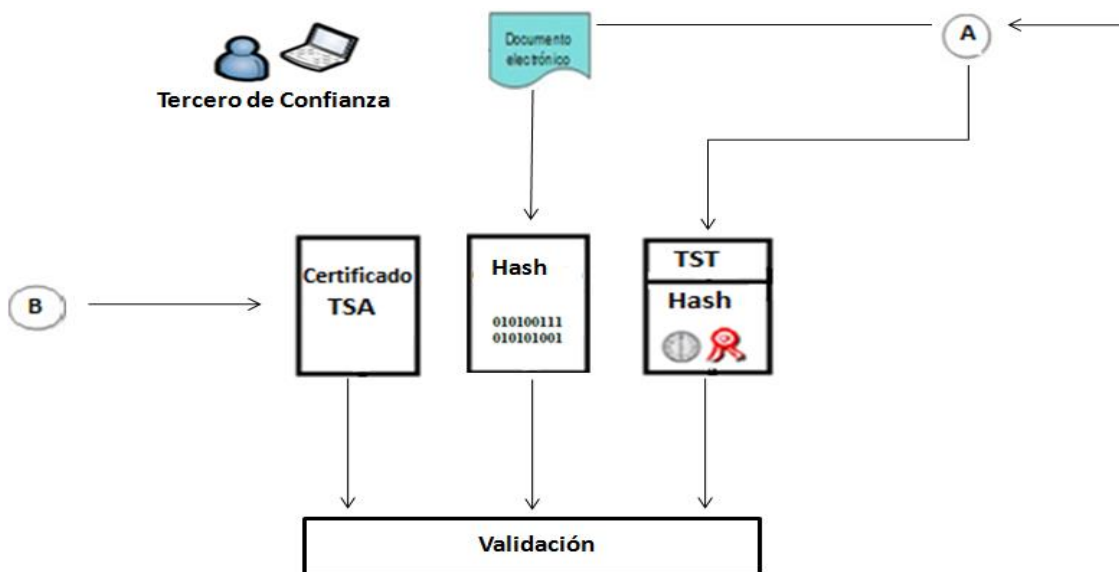 Documento
electrónico
A
Tercero de Confianza
B
Certificado
TSA
Hash
010100111
010101001
TST
Hash
Validación